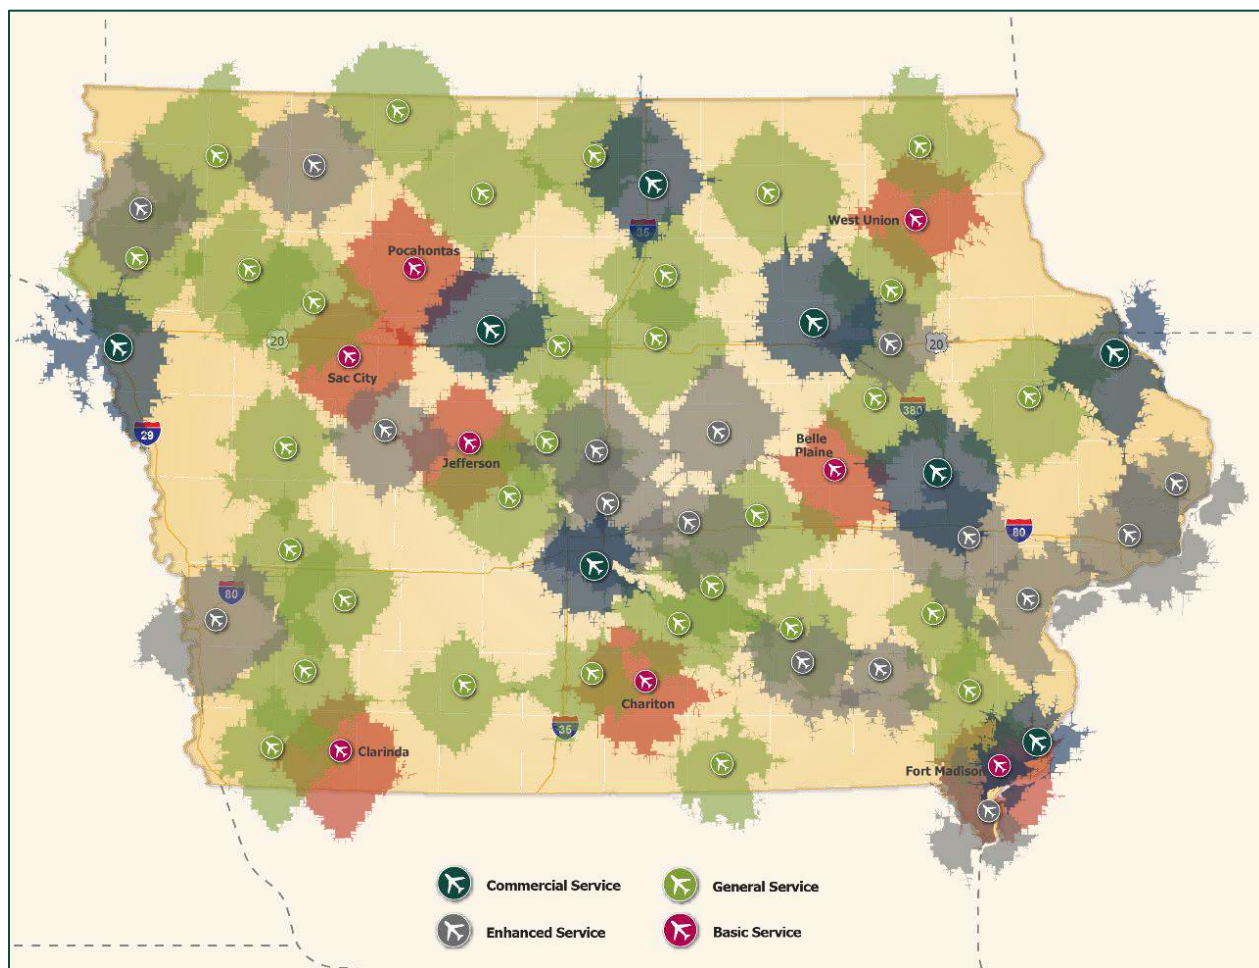 West Union
35
Pocahontas
20
20
Sac City
380
29
Belle
Plaine
Jefferson
80
80
Chariton
35
Clarinda
Fort Madison
Commercial Service
General Service
Enhanced Service
Basic Service